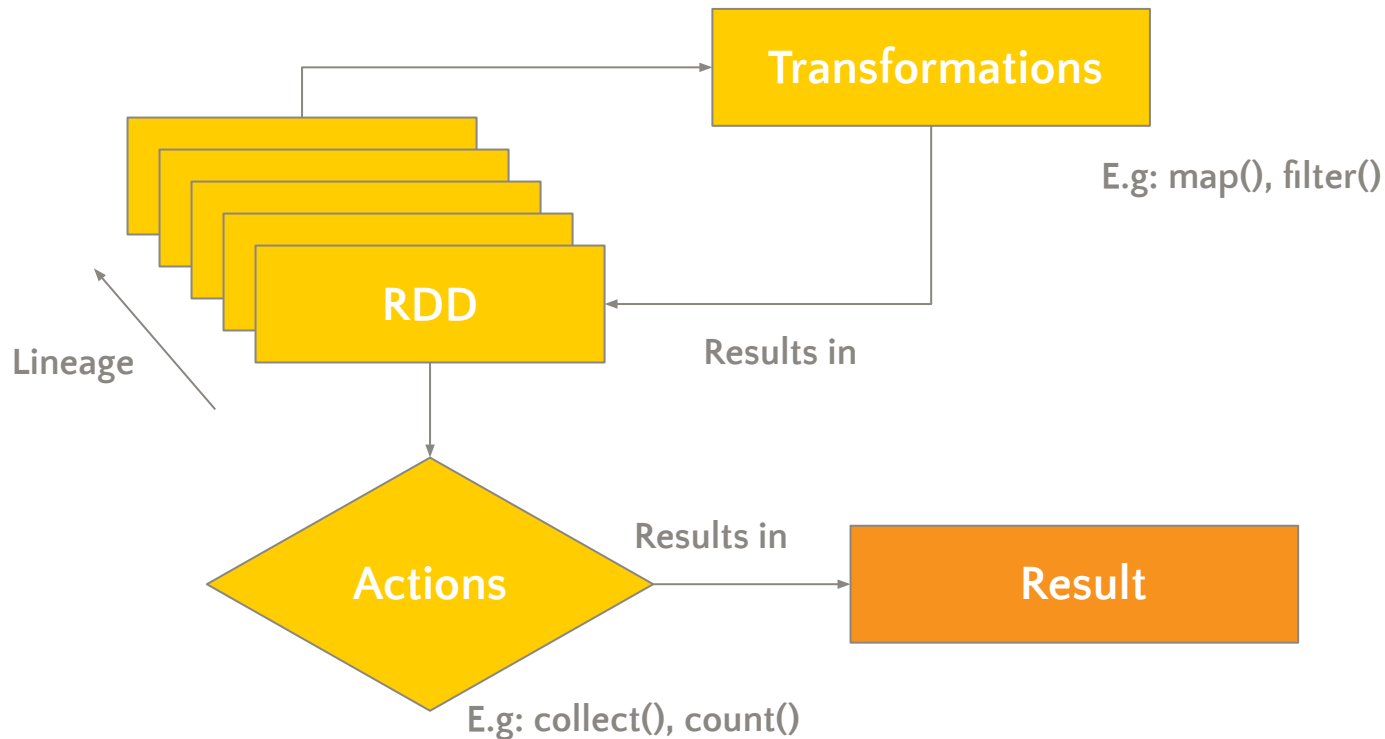 Transformations
E.g: map(), filter()
RDD
Lineage
Results in
Results in
Actions
Result
E.g: collect(), count()